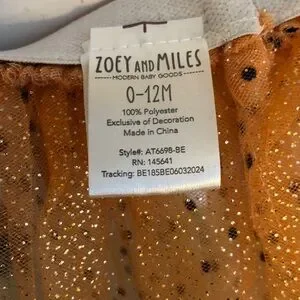 ZOEY AND MILES
MODERN BABY GOODS
0-12M
100% Polyester
Exclusive of Decoration
Made in China
Style#: AT6698-BE
RN: 145641
Tracking: BE185BE06032024